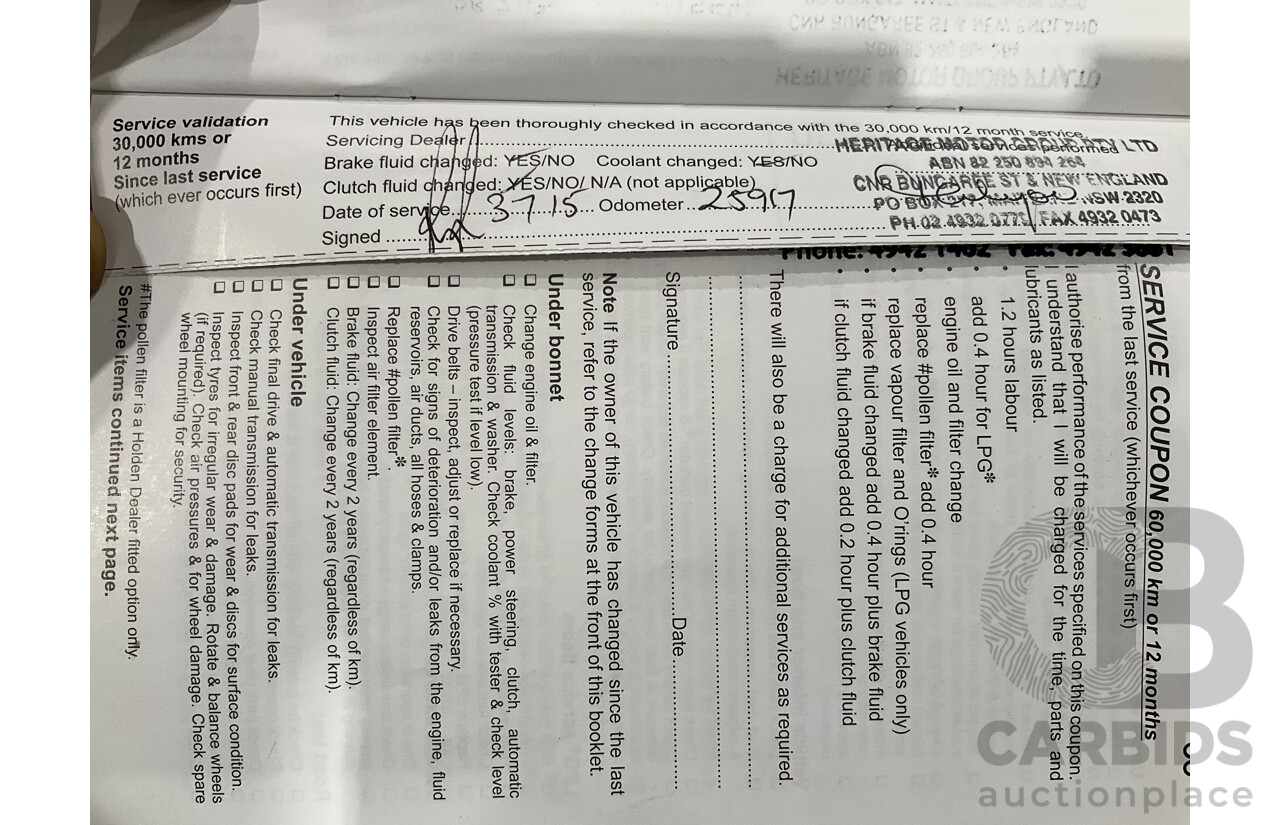 CNR BUNGAREE ST & NEW ENGLAND
HERITAGE MOTOR GROUP PTY LTD
Service validation
30,000 kms or
12 months
Since last service
(which ever occurs first)
This vehicle has been thoroughly checked in accordance with the 30,000 km/12 month service.
Servicing Dealer
Brake fluid changed: YES/NO Coolant changed: YES/NO
Clutch fluid changed: YES/NO/ N/A (not applicable)
Date of service 3 7 15 Odometer 25917
Signed
HERITAGE MOTOR GROUP PTY LTD
ABN 82 250 894 264
CNR BUNGAREE ST & NEW ENGLAND
PO BOX 217, NSW 2320
PH 02 4932 0775 FAX 4932 0473
SERVICE COUPON 60,000 km or 12 months
from the last service (whichever occurs first)
I authorise performance of the services specified on this coupon.
I understand that I will be charged for the time, parts and
lubricants as listed.
• 1.2 hours labour
• add 0.4 hour for LPG*
• engine oil and filter change
• replace #pollen filter* add 0.4 hour
• replace vapour filter and O'rings (LPG vehicles only)
• if brake fluid changed add 0.4 hour plus brake fluid
• if clutch fluid changed add 0.2 hour plus clutch fluid
There will also be a charge for additional services as required.
Signature Date
Note If the owner of this vehicle has changed since the last
service, refer to the change forms at the front of this booklet.
Under bonnet
❑ Change engine oil & filter.
❑ Check fluid levels: brake, power steering, clutch, automatic
transmission & washer. Check coolant % with tester & check level
(pressure test if level low).
❑ Drive belts – inspect, adjust or replace if necessary.
❑ Check for signs of deterioration and/or leaks from the engine, fluid
reservoirs, air ducts, all hoses & clamps.
❑ Replace #pollen filter*.
❑ Inspect air filter element.
❑ Brake fluid: Change every 2 years (regardless of km).
❑ Clutch fluid: Change every 2 years (regardless of km).
Under vehicle
❑ Check final drive & automatic transmission for leaks.
❑ Check manual transmission for leaks.
❑ Inspect front & rear disc pads for wear & discs for surface condition.
❑ Inspect tyres for irregular wear & damage. Rotate & balance wheels
(if required). Check air pressures & for wheel damage. Check spare
wheel mounting for security.
#The pollen filter is a Holden Dealer fitted option only.
Service items continued next page.
CB
CARBIDS
auctionplace